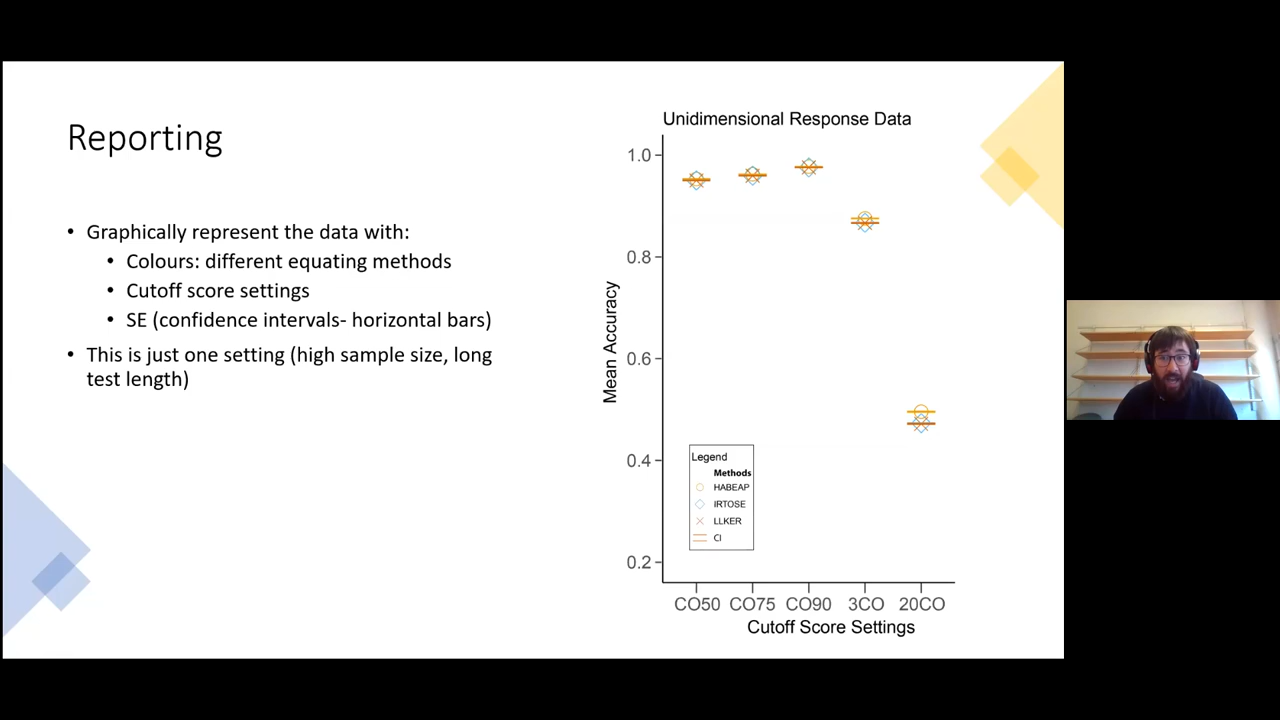 Reporting
• Graphically represent the data with:
• Colours: different equating methods
• Cutoff score settings
• SE (confidence intervals- horizontal bars)
• This is just one setting (high sample size, long
test length)
Unidimensional Response Data
Mean Accuracy
1.0
0.8
0.6
0.4
0.2
Legend
Methods
HABEAP
IRTOSE
LLKER
CI
CO50 CO75 CO90 3CO 20CO
Cutoff Score Settings